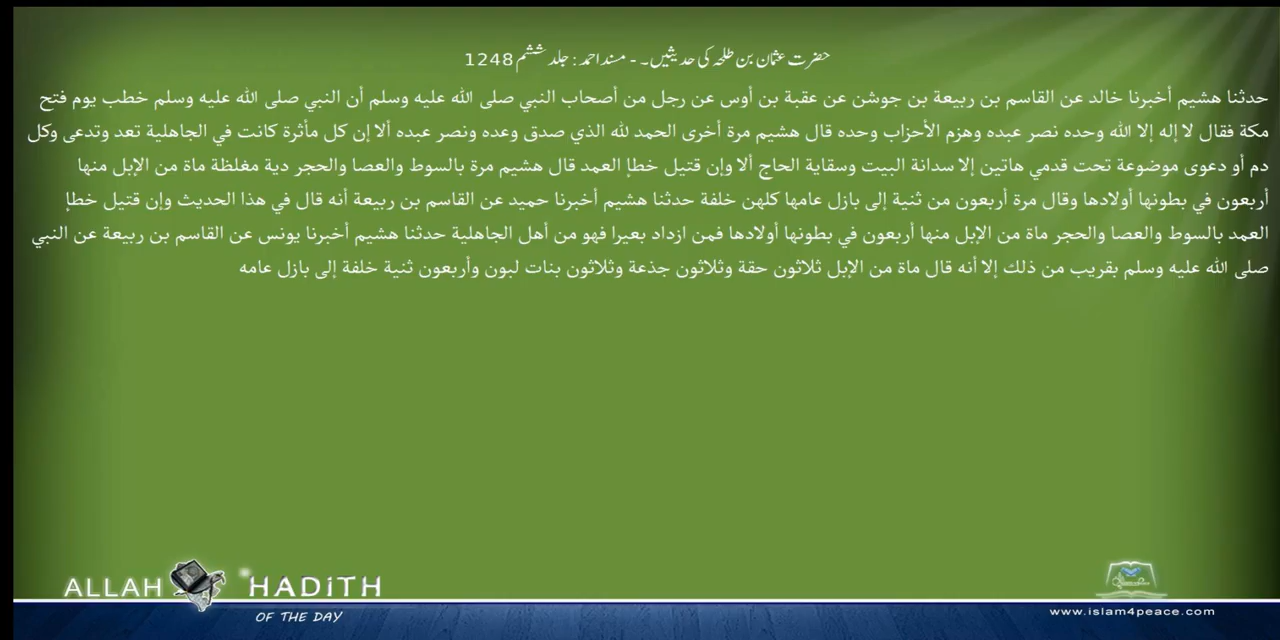 حضرت عثمان بن طلحہ کی حدیثیں۔ - مسند احمد : جلد ششم 1248
حدثنا هشيم أخبرنا خالد عن القاسم بن ربيعة بن جوشن عن عقبة بن أوس عن رجل من أصحاب النبي صلى الله عليه وسلم أن النبي صلى الله عليه وسلم خطب يوم فتح
مكة فقال لا إله إلا الله وحده نصر عبده وهزم الأحزاب وحده قال هشيم مرة أخرى الحمد لله الذي صدق وعده ونصر عبده ألا إن كل مأثرة كانت في الجاهلية تعد وتدعى وكل
دم أو دعوى موضوعة تحت قدمي هاتين إلا سدانة البيت وسقاية الحاج ألا وإن قتيل خطإ العمد قال هشيم مرة بالسوط والعصا والحجر دية مغلظة ماة من الإبل منها
أربعون في بطونها أولادها وقال مرة أربعون من ثنية إلى بازل عامها كلهن خلفة حدثنا هشيم أخبرنا حميد عن القاسم بن ربيعة أنه قال في هذا الحديث وإن قتيل خطإ
العمد بالسوط والعصا والحجر ماة من الإبل منها أربعون في بطونها أولادها فمن ازداد بعيرا فهو من أهل الجاهلية حدثنا هشيم أخبرنا يونس عن القاسم بن ربيعة عن النبي
صلى الله عليه وسلم بقريب من ذلك إلا أنه قال ماة من الإبل ثلاثون حقة وثلاثون جذعة وثلاثون بنات لبون وأربعون ثنية خلفة إلى بازل عامه
ALLAH HADITH
OF THE DAY
www.islam4peace.com